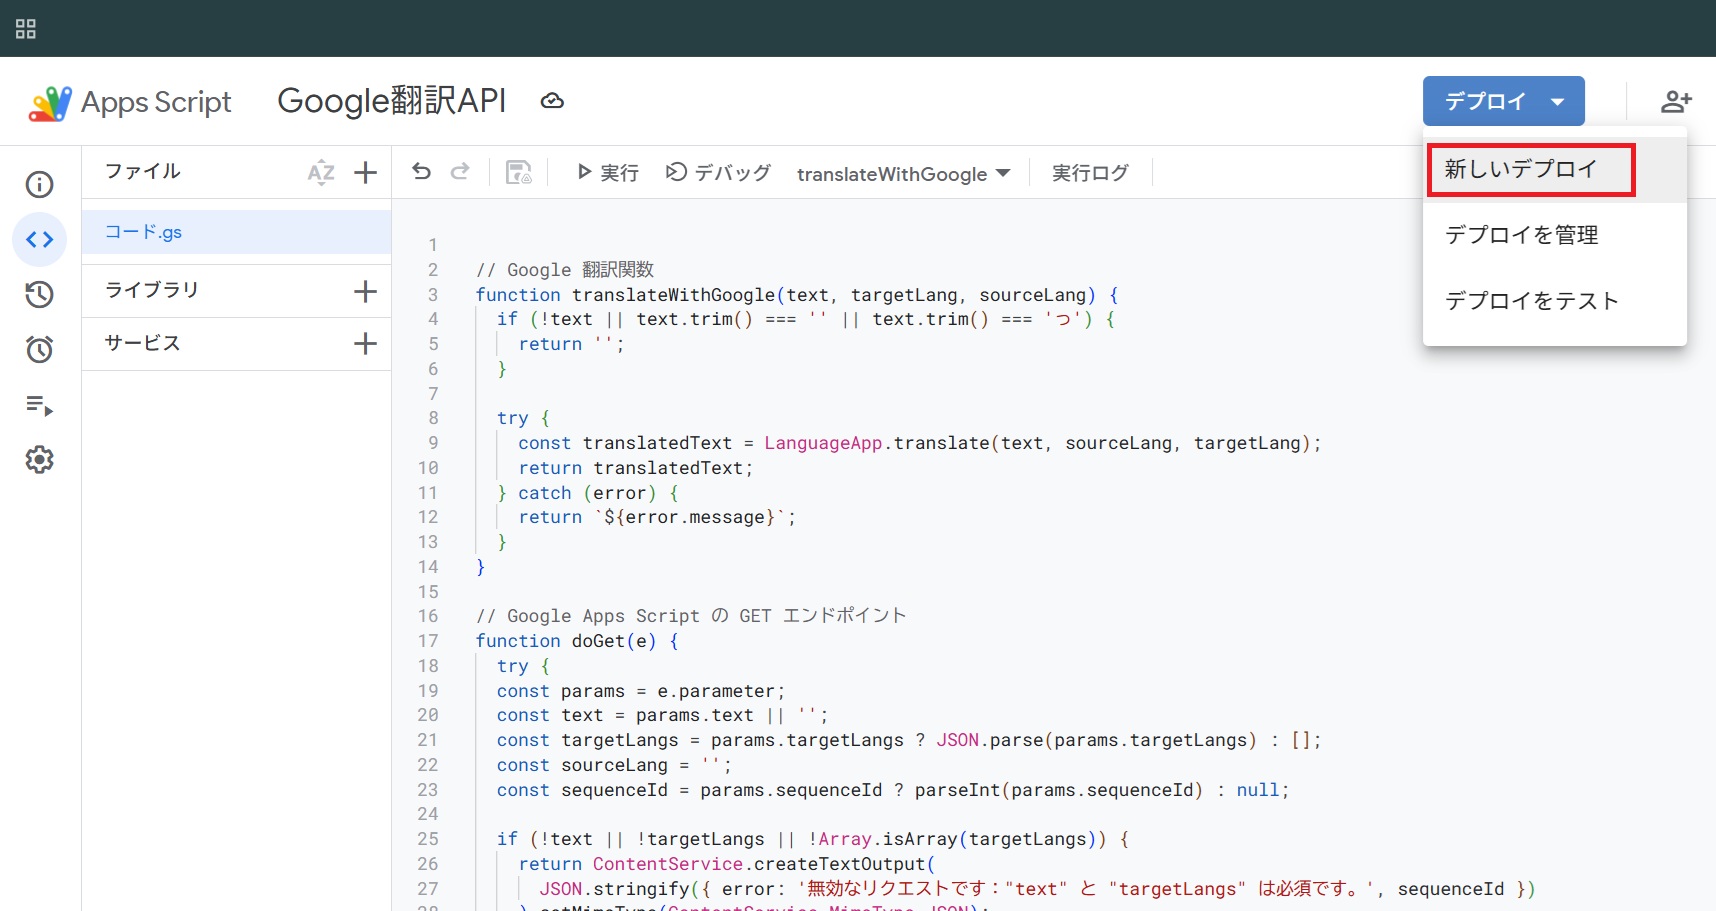 Apps Script Google翻訳API デプロイ
ファイル
実行 デバッグ translateWithGoogle 実行ログ
新しいデプロイ
デプロイを管理
デプロイをテスト
コード.gs
ライブラリ
サービス
1
2 // Google 翻訳関数
3 function translateWithGoogle(text, targetLang, sourceLang) {
4 if (!text || text.trim() === '' || text.trim() === 'っ') {
5 return '';
6 }
7
8 try {
9 const translatedText = LanguageApp.translate(text, sourceLang, targetLang);
10 return translatedText;
11 } catch (error) {
12 return `${error.message}`;
13 }
14 }
15
16 // Google Apps Script の GET エンドポイント
17 function doGet(e) {
18 try {
19 const params = e.parameter;
20 const text = params.text || '';
21 const targetLangs = params.targetLangs ? JSON.parse(params.targetLangs) : [];
22 const sourceLang = '';
23 const sequenceId = params.sequenceId ? parseInt(params.sequenceId) : null;
24
25 if (!text || !targetLangs || !Array.isArray(targetLangs)) {
26 return ContentService.createTextOutput(
27 JSON.stringify({ error: '無効なリクエストです："text" と "targetLangs" は必須です。', sequenceId })
28 ).setMimeType(ContentService.MimeType.JSON);